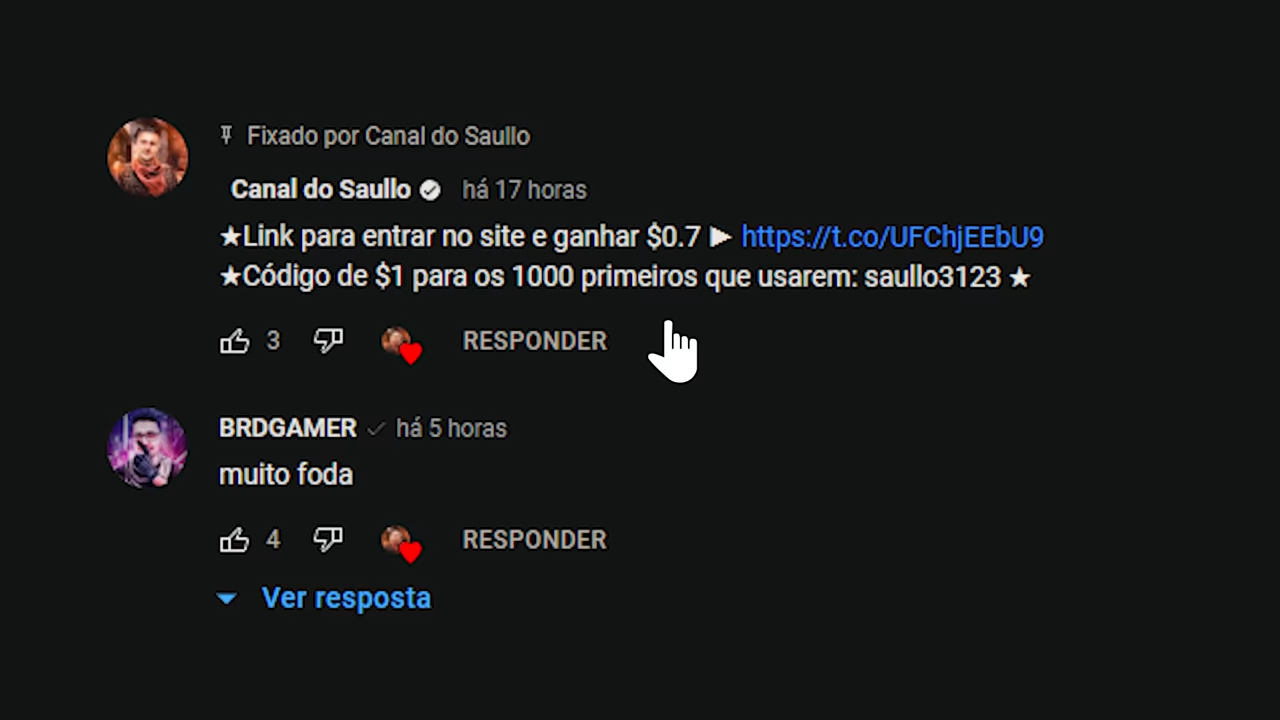 Fixado por Canal do Saullo
Canal do Saullo há 17 horas
★Link para entrar no site e ganhar $0.7 ► https://t.co/UFChjEEbU9
★Código de $1 para os 1000 primeiros que usarem: saullo3123 ★
3 RESPONDER
BRDGAMER há 5 horas
muito foda
4 RESPONDER
Ver resposta